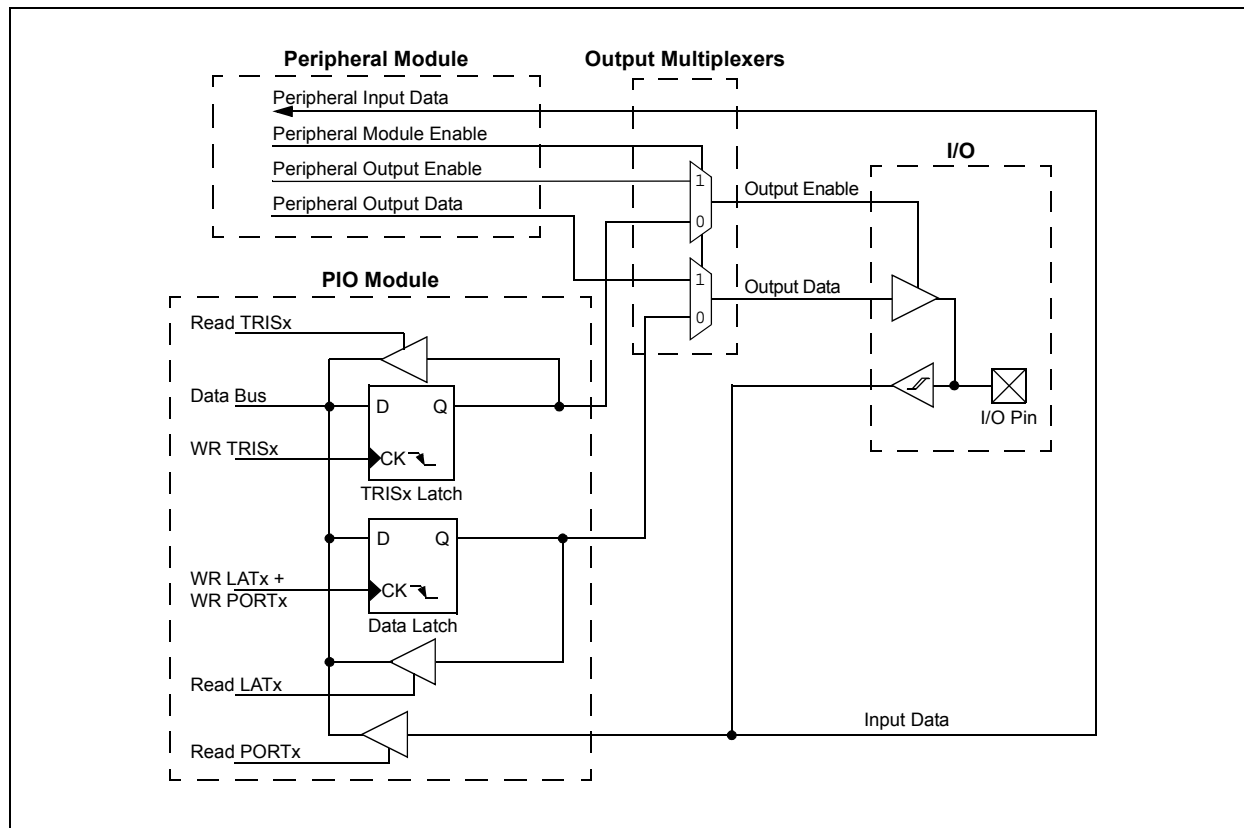 Peripheral Module
Output Multiplexers
Peripheral Input Data
Peripheral Module Enable
I/O
Peripheral Output Enable
1
Output Enable
Peripheral Output Data
0
PIO Module
1
Output Data
Read TRISx
0
Data Bus
D Q
I/O Pin
WR TRISx
CK
TRISx Latch
D Q
WR LATx +
WR PORTx
CK
Data Latch
Read LATx
Input Data
Read PORTx